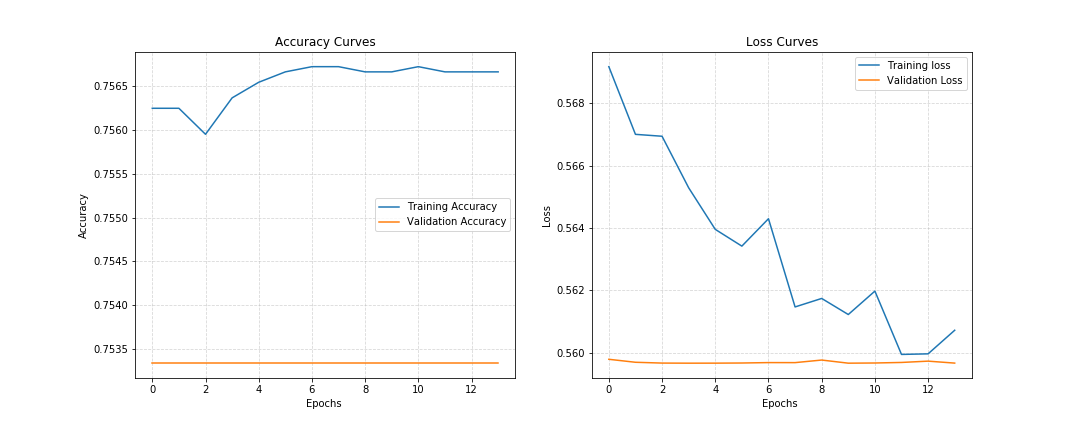 Accuracy Curves
0.7565
0.7560
0.7555
0.7550
0.7545
0.7540
0.7535
Accuracy
Training Accuracy
Validation Accuracy
0 2 4 6 8 10 12
Epochs
Loss Curves
0.568
0.566
0.564
0.562
0.560
Loss
Training loss
Validation Loss
0 2 4 6 8 10 12
Epochs